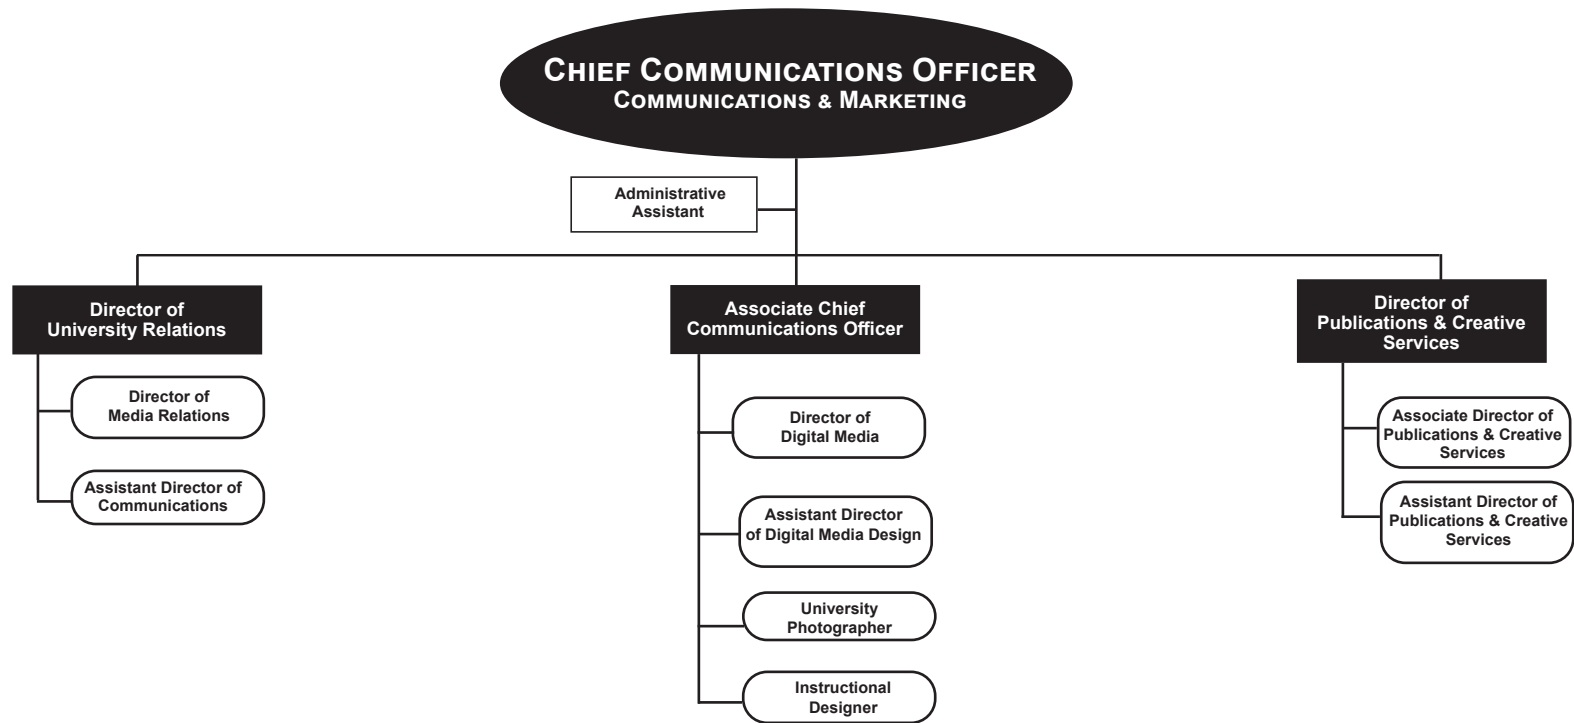 CHIEF COMMUNICATIONS OFFICER
COMMUNICATIONS & MARKETING
Administrative
Assistant
Director of
University Relations
Director of
Media Relations
Assistant Director of
Communications
Associate Chief
Communications Officer
Director of
Digital Media
Assistant Director
of Digital Media Design
University
Photographer
Instructional
Designer
Director of
Publications & Creative
Services
Associate Director of
Publications & Creative
Services
Assistant Director of
Publications & Creative
Services